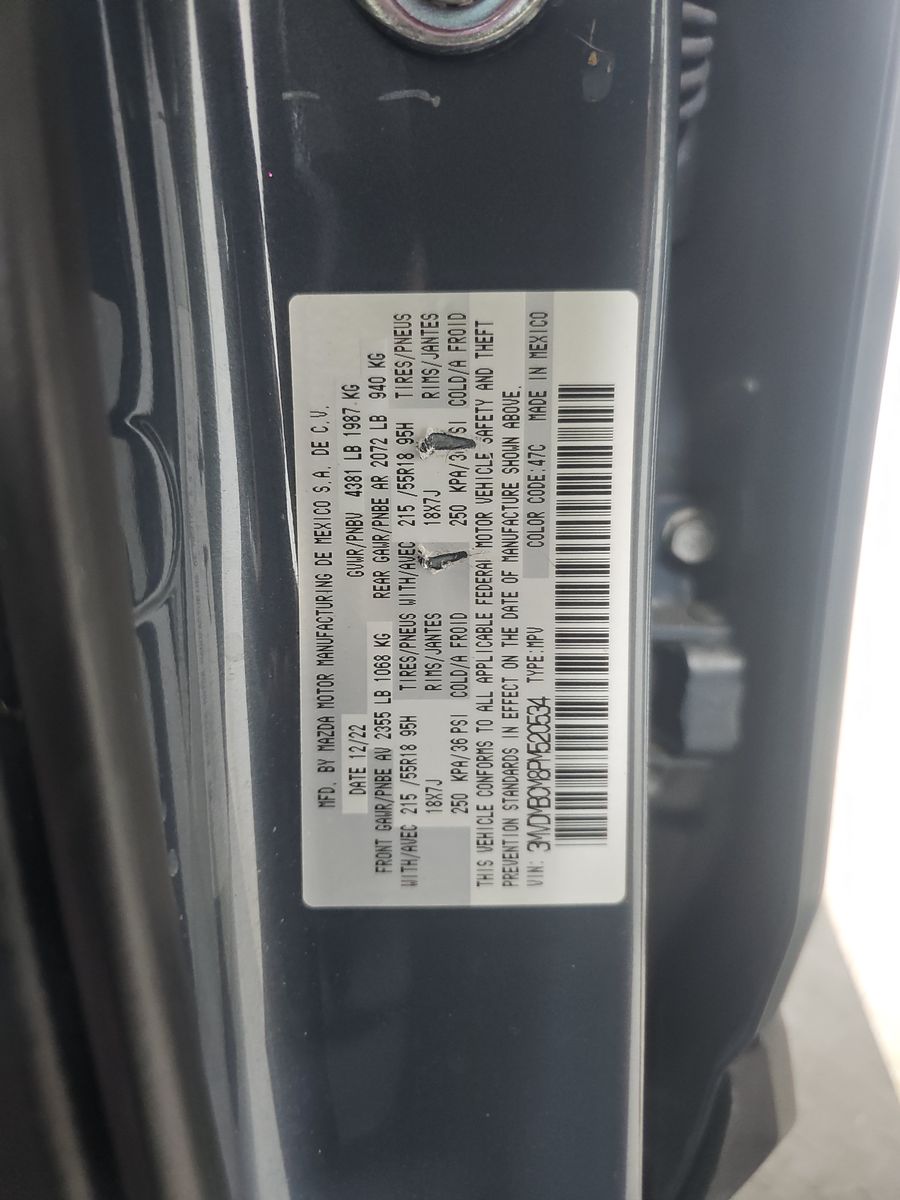 MFD. BY MAZDA MOTOR MANUFACTURING DE MEXICO S.A. DE C.V.
DATE 12/22 GVWR/PNBV 4381 LB 1987 KG
FRONT GAWR/PNBE AV 2355 LB 1068 KG REAR GAWR/PNBE AR 2072 LB 940 KG
WITH/AVEC 215 /55R18 95H TIRES/PNEUS WITH/AVEC 215 /55R18 95H TIRES/PNEUS
18X7J RIMS/JANTES 18X7J RIMS/JANTES
250 KPA/36 PSI COLD/A FROID 250 KPA/3 SI COLD/A FROID
THIS VEHICLE CONFORMS TO ALL APPLICABLE FEDERAL MOTOR VEHICLE SAFETY AND THEFT
PREVENTION STANDARDS IN EFFECT ON THE DATE OF MANUFACTURE SHOWN ABOVE.
VIN: 3MVDMBCM8PM520534 TYPE:MPV COLOR CODE:47C MADE IN MEXICO